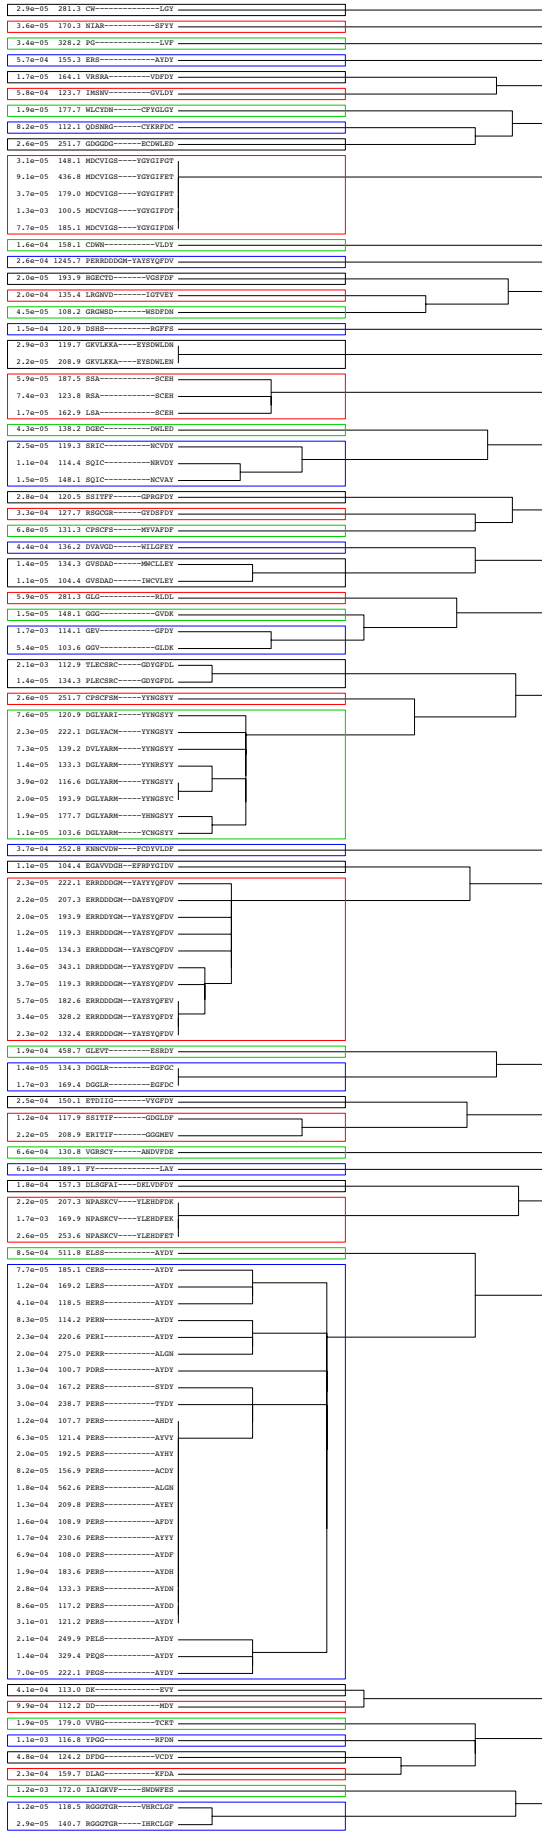 2.9e-05 281.3 CW-------------LGY
3.6e-05 170.3 NIAR-----------SFYY
3.4e-05 328.2 PG-------------LVF
5.7e-04 155.3 ERS------------AYDY
1.7e-05 164.1 VRSRA---------VDFDY
5.8e-04 123.7 IMSNV---------GVLDY
1.9e-05 177.7 WLCYDN------CFYGLGY
8.2e-05 112.1 QDSNRG------CYKRFDC
2.6e-05 251.7 GDGGDG------ECDWLED
3.1e-05 148.1 MDCVIGS----YGYGIFGT
9.1e-05 436.8 MDCVIGS----YGYGIFET
3.7e-05 179.0 MDCVIGS----YGYGIFHT
1.3e-03 100.5 MDCVIGS----YGYGIFDT
7.7e-05 185.1 MDCVIGS----YGYGIFDN
1.6e-04 158.1 CDWN-----------VLDY
2.6e-04 1245.7 PERRDDDGM-YAYSYQFDV
2.0e-05 193.9 HGECTD-------VGSFDF
2.0e-04 135.4 LRGNVD-------IGTVEY
4.5e-05 108.2 GRGWSD-------WSDFDN
1.5e-04 120.9 DSHS-----------RGFFS
2.9e-03 119.7 GKVLKKA----EYSDWLDN
2.2e-05 208.9 GKVLKKA----EYSDWLEN
5.9e-05 187.5 SSA------------SCEH
7.4e-03 123.8 RSA------------SCEH
1.7e-05 162.9 LSA------------SCEH
4.3e-05 138.2 DGEC----------DWLED
2.5e-05 119.3 SRIC----------NCVDY
1.1e-04 114.4 SQIC----------NRVDY
1.5e-05 148.1 SQIC----------NCVAY
2.8e-04 120.5 SSITFF------GPRGFDY
3.3e-04 127.7 RSGCGR------GYDSFDY
6.8e-05 131.3 CPSCFS------MYVAFDF
4.4e-04 136.2 DVAVGD------WILGFEY
1.4e-05 134.3 GVSDAD------MWCLLEY
1.1e-05 104.4 GVSDAD------IWCVLEY
5.9e-05 281.3 GLG------------RLDL
1.5e-05 148.1 GGG------------GVDK
1.7e-03 114.1 GEV------------GFDY
5.4e-05 103.6 GGV------------GLDK
2.1e-03 112.9 TLECSRC-----GDYGFDL
1.4e-05 134.3 PLECSRC-----GDYGFDL
2.6e-05 251.7 CPSCFSM-----YYNGSYY
7.6e-05 120.9 DGLYARI-----YYNGSYY
2.3e-05 222.1 DGLYACM-----YYNGSYY
7.3e-05 139.2 DVLYARM-----YYNGSYY
1.4e-05 133.3 DGLYARM-----YYNRSYY
3.9e-02 116.6 DGLYARM-----YYNGSYY
2.0e-05 193.9 DGLYARM-----YYNGSYC
1.9e-05 177.7 DGLYARM-----YHNGSYY
1.1e-05 103.6 DGLYARM-----YCNGSYY
3.7e-04 252.8 KNNCVDW----FCDYVLDF
1.1e-05 104.4 EGAVVDGH--EFRPYGIDV
2.3e-05 222.1 ERRDDDGM--YAYYYQFDV
2.2e-05 207.3 ERRDDDGM--DAYSYQFDV
2.0e-05 193.9 ERRDDYGM--YAYSYQFDV
1.2e-05 119.3 EHRDDDGM--YAYSYQFDV
1.4e-05 134.3 ERRDDDGM--YAYSCQFDV
3.6e-05 343.1 DRRDDDGM--YAYSYQFDV
3.7e-05 119.3 RRRDDDGM--YAYSYQFDV
5.7e-05 182.6 ERRDDDGM--YAYSYQFEV
3.4e-05 328.2 ERRDDDGM--YAYSYQFDY
2.3e-02 132.4 ERRDDDGM--YAYSYQFDV
1.9e-04 458.7 GLEVT----------ESRDY
1.4e-05 134.3 DGGLR----------EGFGC
1.7e-03 169.4 DGGLR----------EGFDC
2.5e-04 150.1 ETDIIG-------VYGFDY
1.2e-04 117.9 SSITIF-------GDGLDF
2.2e-05 208.9 ERITIF-------GGGMEV
6.6e-04 130.8 VGRSCY------ANDVFDE
6.1e-04 189.1 FY--------------LAY
1.8e-04 157.3 DLSGFAI----DKLVDFDY
2.2e-05 207.3 NPASKCV----YLEHDFDK
1.7e-03 169.9 NPASKCV----YLEHDFEK
2.6e-05 253.6 NPASKCV----YLEHDFET
8.5e-04 511.8 ELSS-----------AYDY
7.7e-05 185.1 CERS-----------AYDY
1.2e-04 169.2 LERS-----------AYDY
4.1e-04 118.5 HERS-----------AYDY
8.3e-05 114.2 PERN-----------AYDY
2.3e-04 220.6 PERI-----------AYDY
2.0e-04 275.0 PERR-----------ALGN
1.3e-04 100.7 PDRS-----------AYDY
3.0e-04 167.2 PERS-----------SYDY
3.0e-04 238.7 PERS-----------TYDY
1.2e-04 107.7 PERS-----------AHDY
6.3e-05 121.4 PERS-----------AYVY
2.0e-05 192.5 PERS-----------AYHY
8.2e-05 156.9 PERS-----------ACDY
1.8e-04 562.6 PERS-----------ALGN
1.3e-04 209.8 PERS-----------AYEY
1.6e-04 108.9 PERS-----------AFDY
1.7e-04 230.6 PERS-----------AYYY
6.9e-04 108.0 PERS-----------AYDF
1.9e-04 183.6 PERS-----------AYDH
2.8e-04 133.3 PERS-----------AYDN
8.6e-05 117.2 PERS-----------AYDD
3.1e-01 121.2 PERS-----------AYDY
2.1e-04 249.9 PELS-----------AYDY
1.4e-04 329.4 PEQS-----------AYDY
7.0e-05 222.1 PEGS-----------AYDY
4.1e-04 113.0 DK--------------EVY
9.9e-04 112.2 DD--------------MDY
1.9e-05 179.0 VVHG-----------TCKT
1.1e-03 116.8 YPGG-----------RFDN
4.8e-04 124.2 DFDG-----------VCDY
2.3e-04 159.7 DLAG-----------KFDA
1.2e-03 172.0 IAIGKVF-----SWDWFES
1.2e-05 118.5 RGGGTGR-----VHRCLGF
2.9e-05 140.7 RGGGTGR-----IHRCLGF